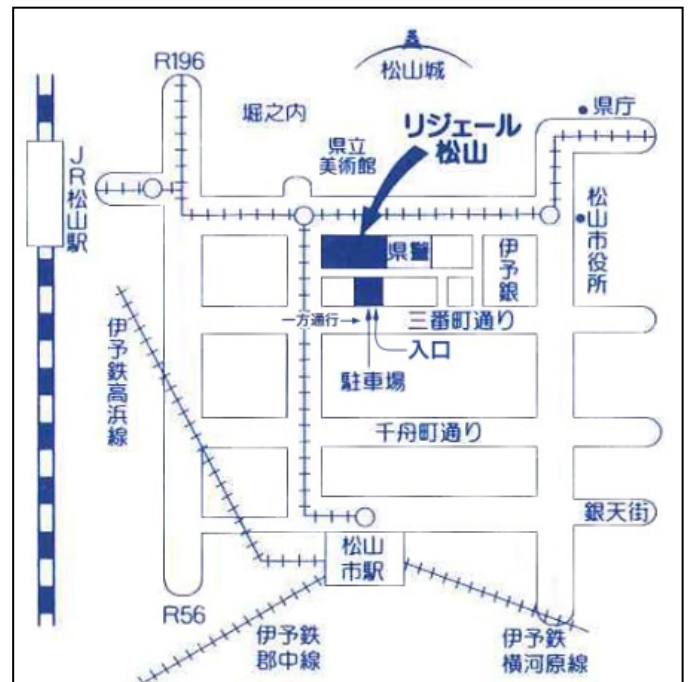 R196
松山城
県庁
堀之内
リジェール
松山
県立
美術館
JR松山駅
松山市役所
県警
伊予銀
一方通行→
三番町通り
入口
駐車場
伊予鉄高浜線
千舟町通り
銀天街
松山
市駅
R56
伊予鉄
郡中線
伊予鉄
横河原線